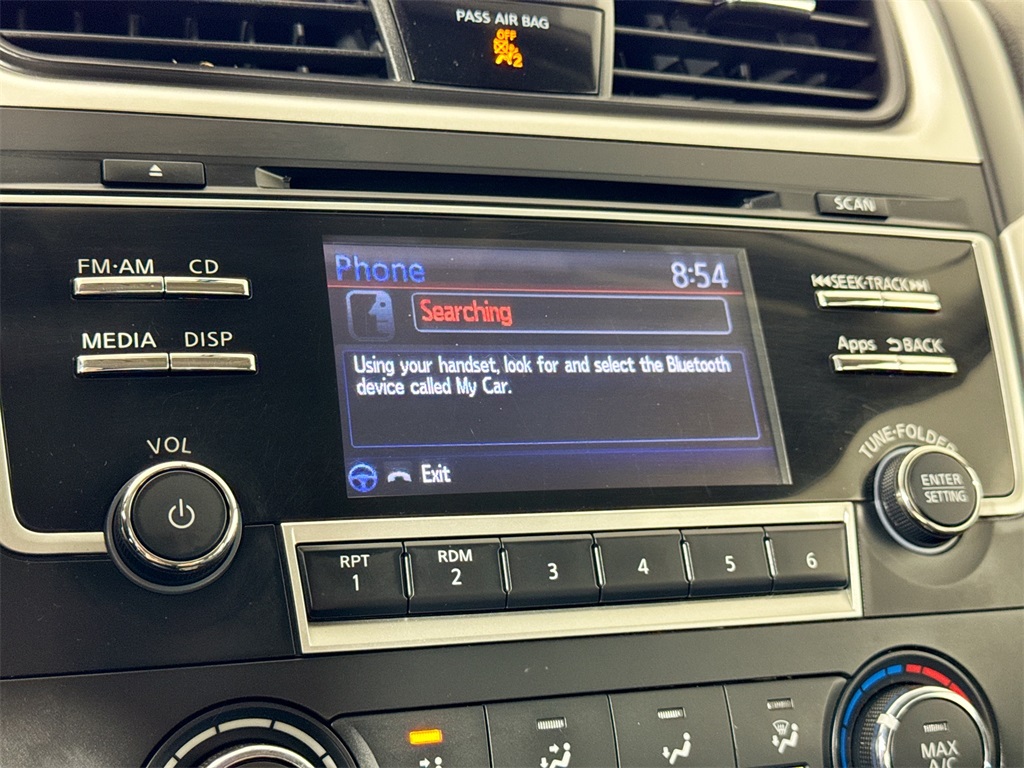 PASS AIR BAG
OFF
2
SCAN
FM·AM CD
MEDIA DISP
VOL
Phone 8:54
Searching
Using your handset, look for and select the Bluetooth
device called My Car.
Exit
SEEK·TRACK
Apps BACK
TUNE·FOLDER
ENTER
SETTING
RPT
1
RDM
2
3
4
5
6
MAX
A/C